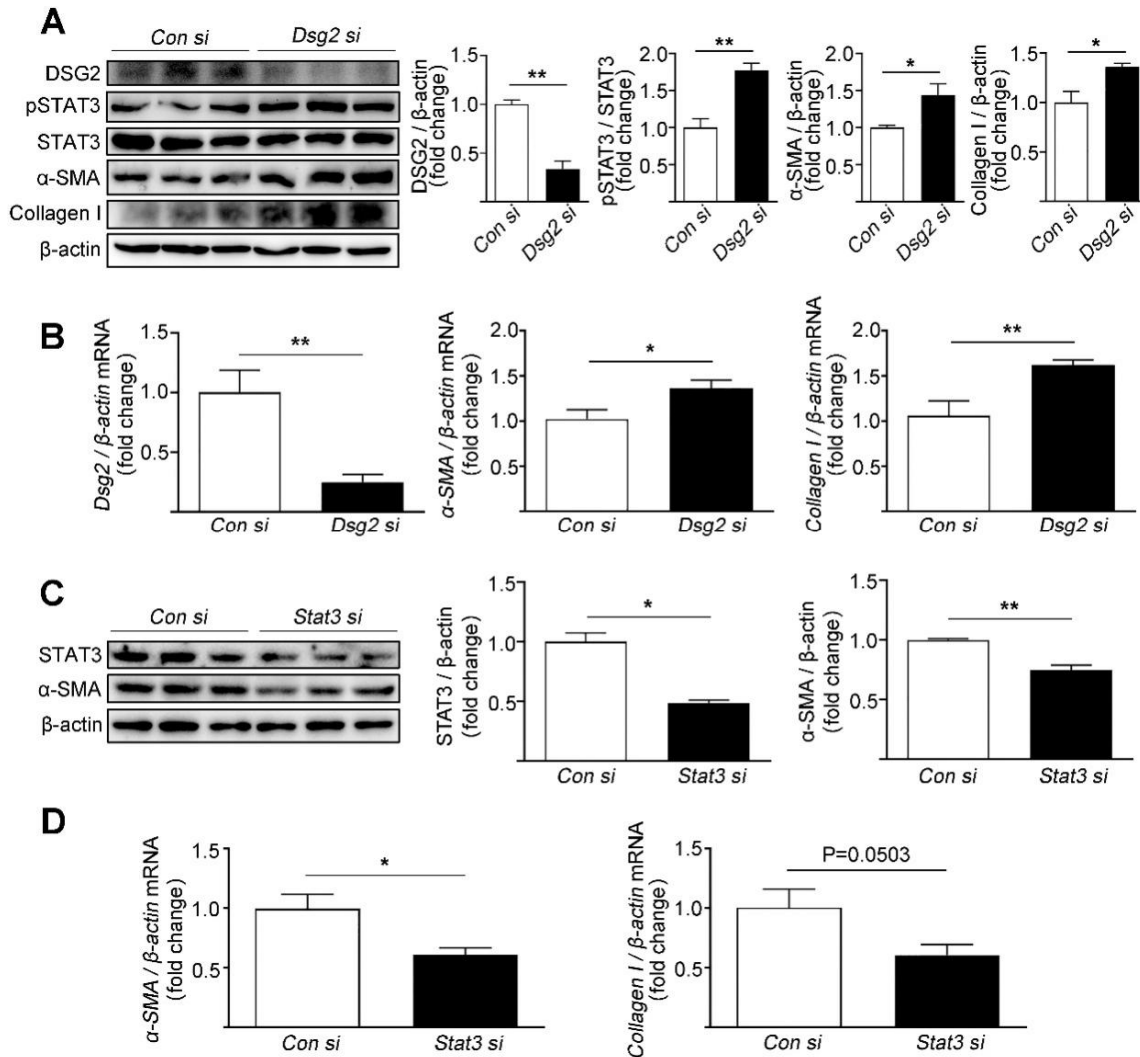 A
Con si
Dsg2 si
DSG2
pSTAT3
STAT3
α-SMA
Collagen I
β-actin
DSG2 / β-actin
(fold change)
1.5
1.0
0.5
**
Con si
Dsg2 si
pSTAT3 / STAT3
(fold change)
2.0
1.5
1.0
0.5
**
Con si
Dsg2 si
α-SMA / β-actin
(fold change)
2.0
1.5
1.0
0.5
*
Con si
Dsg2 si
Collagen I / β-actin
(fold change)
1.5
1.0
0.5
*
Con si
Dsg2 si
B
Dsg2 / β-actin mRNA
(fold change)
1.5
1.0
0.5
**
Con si
Dsg2 si
α-SMA / β-actin mRNA
(fold change)
2.0
1.5
1.0
0.5
*
Con si
Dsg2 si
Collagen I / β-actin mRNA
(fold change)
2.0
1.5
1.0
0.5
**
Con si
Dsg2 si
C
Con si
Stat3 si
STAT3
α-SMA
β-actin
STAT3 / β-actin
(fold change)
1.5
1.0
0.5
*
Con si
Stat3 si
α-SMA / β-actin
(fold change)
1.5
1.0
0.5
**
Con si
Stat3 si
D
α-SMA / β-actin mRNA
(fold change)
1.5
1.0
0.5
*
Con si
Stat3 si
Collagen I / β-actin mRNA
(fold change)
1.5
1.0
0.5
P=0.0503
Con si
Stat3 si